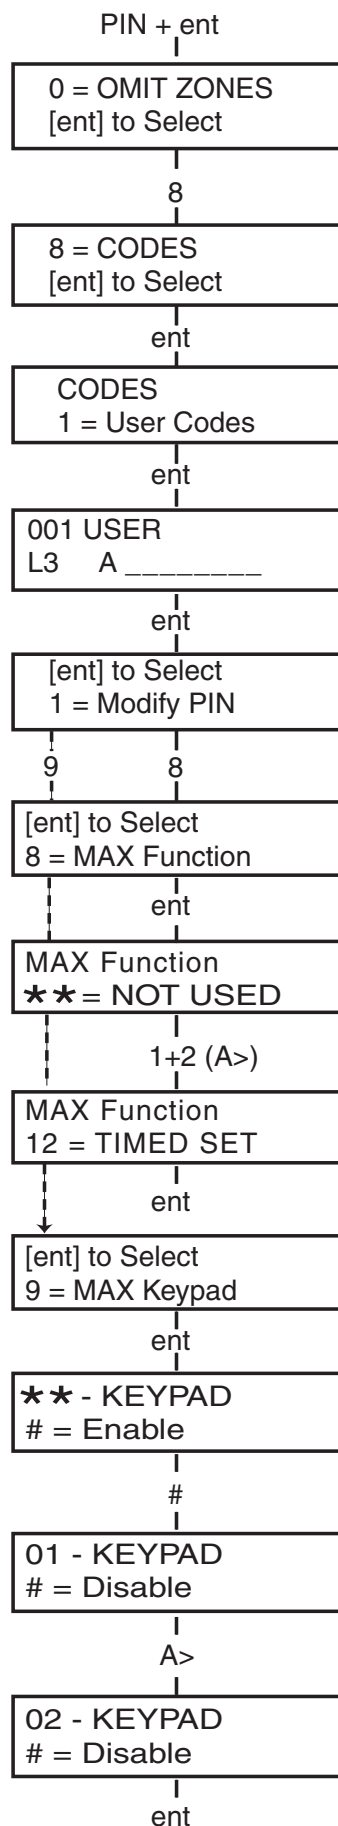 PIN + ent
0 = OMIT ZONES
[ent] to Select
8
8 = CODES
[ent] to Select
ent
CODES
1 = User Codes
ent
001 USER
L3 A ________
ent
[ent] to Select
1 = Modify PIN
9 8
[ent] to Select
8 = MAX Function
ent
MAX Function
**= NOT USED
1+2 (A>)
MAX Function
12 = TIMED SET
ent
[ent] to Select
9 = MAX Keypad
ent
** - KEYPAD
# = Enable
#
01 - KEYPAD
# = Disable
A>
02 - KEYPAD
# = Disable
ent